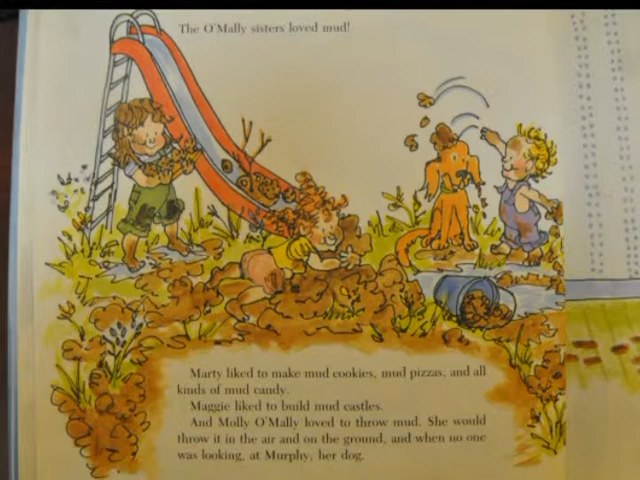 The O'Mally sisters loved mud!
Marty liked to make mud cookies, mud pizzas, and all
kinds of mud candy.
Maggie liked to build mud castles.
And Molly O'Mally loved to throw mud. She would
throw it in the air and on the ground, and when no one
was looking, at Murphy, her dog.